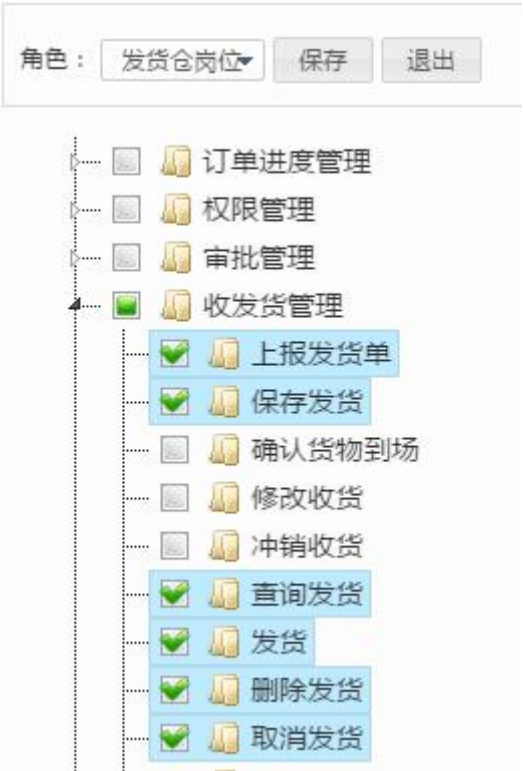 角色： 发货仓岗位 保存 退出
订单进度管理
权限管理
审批管理
收发货管理
上报发货单
保存发货
确认货物到场
修改收货
冲销收货
查询发货
发货
删除发货
取消发货